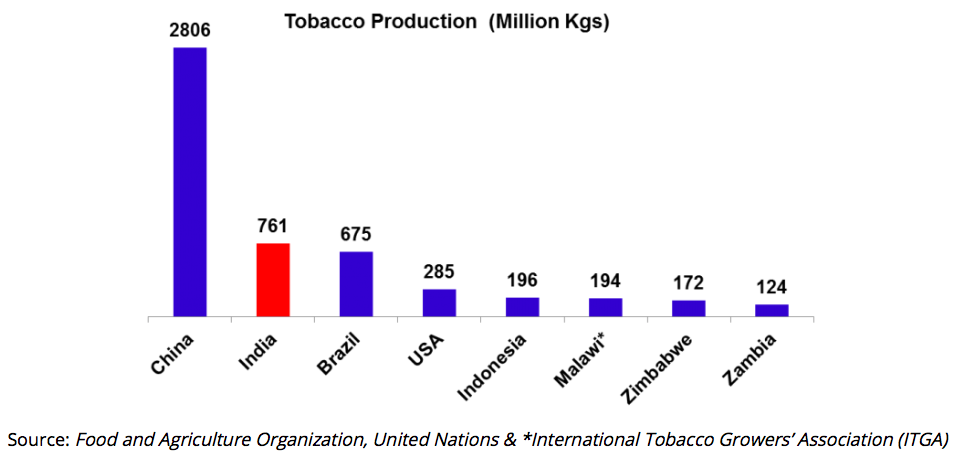 Tobacco Production (Million Kgs)
2806
761
675
285
196
194
172
124
China
India
Brazil
USA
Indonesia
Malawi*
Zimbabwe
Zambia
Source: Food and Agriculture Organization, United Nations & *International Tobacco Growers’ Association (ITGA)